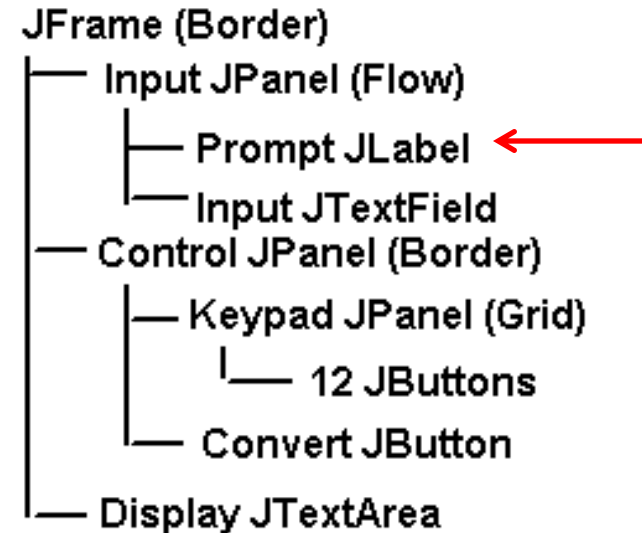 JFrame (Border)
Input JPanel (Flow)
Prompt JLabel
Input JTextField
Control JPanel (Border)
Keypad JPanel (Grid)
12 JButtons
Convert JButton
Display JTextArea